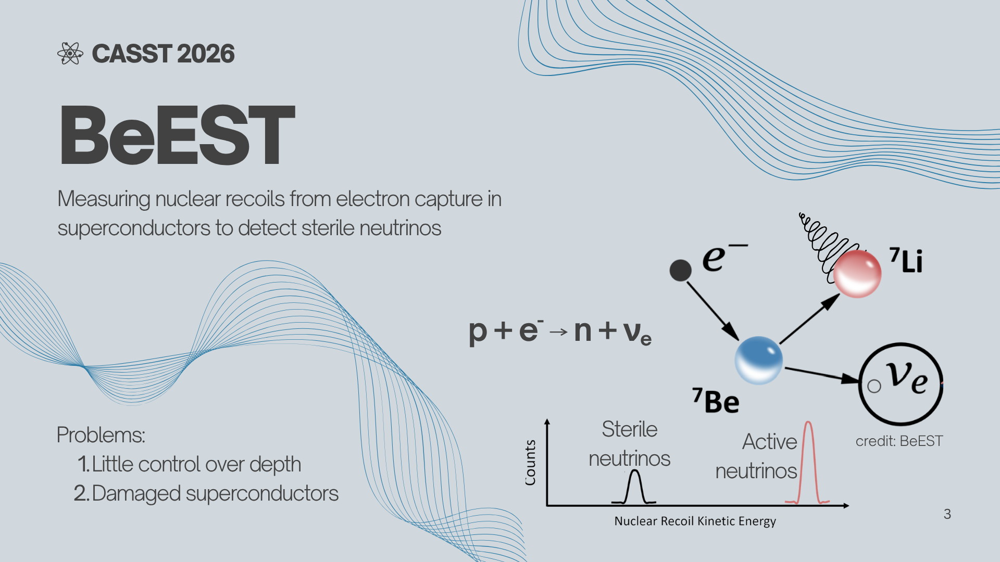 CASST 2026
BeEST
Measuring nuclear recoils from electron capture in
superconductors to detect sterile neutrinos
e⁻
⁷Li
p + e⁻ → n + νₑ
νₑ
⁷Be
Problems:
1. Little control over depth
2. Damaged superconductors
Counts
Sterile
neutrinos
Active
neutrinos
credit: BeEST
Nuclear Recoil Kinetic Energy
3